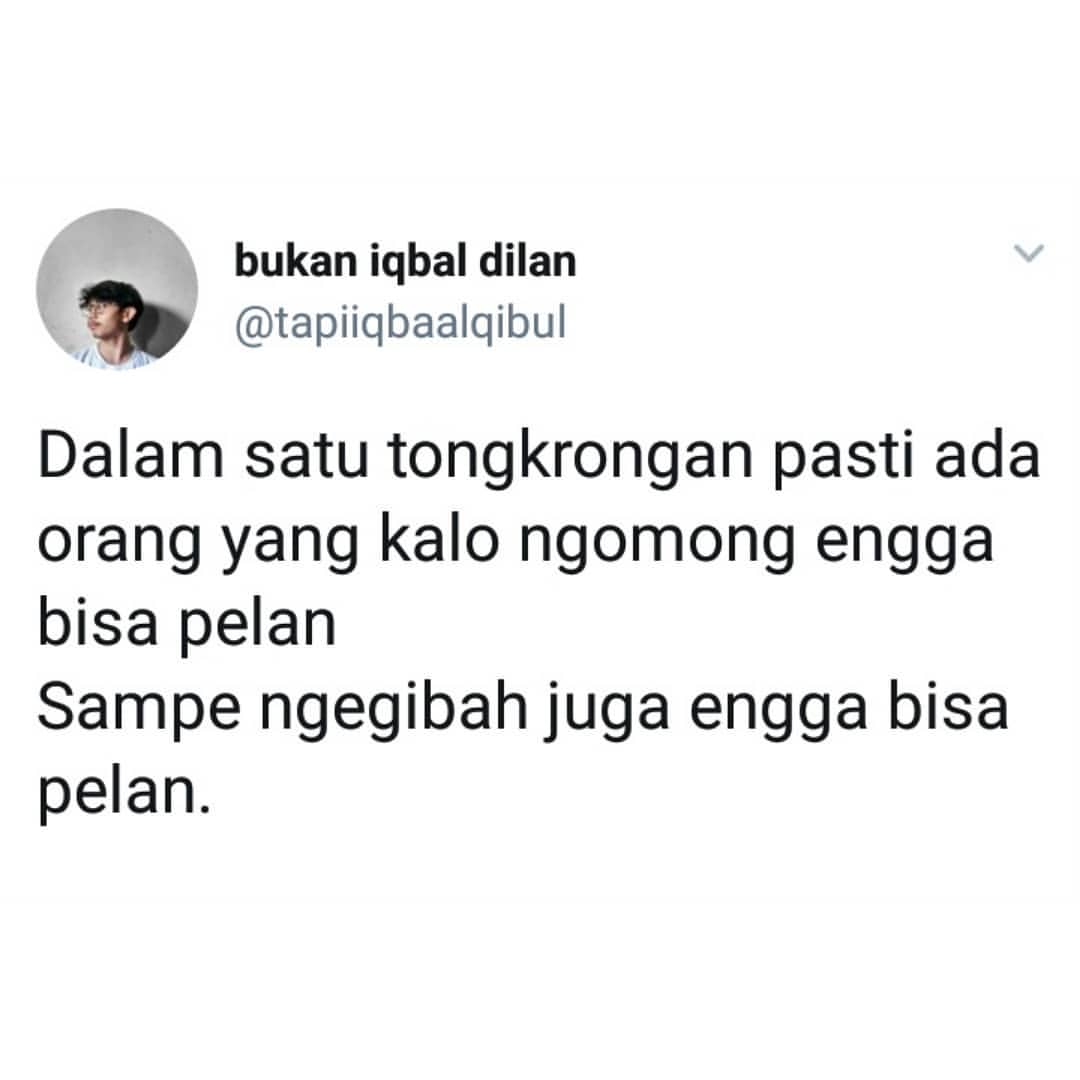 bukan iqbal dilan
@tapiiqbaalqibul
Dalam satu tongkrongan pasti ada
orang yang kalo ngomong engga
bisa pelan
Sampe ngegibah juga engga bisa
pelan.